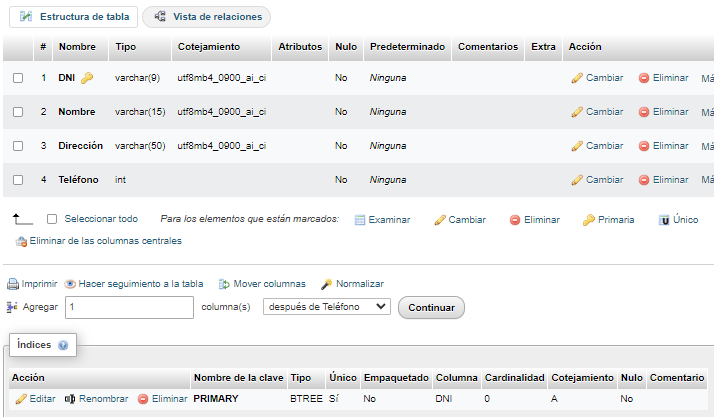 Estructura de tabla Vista de relaciones
# Nombre Tipo Cotejamiento Atributos Nulo Predeterminado Comentarios Extra Acción
1 DNI varchar(9) utf8mb4_0900_ai_ci No Ninguna Cambiar Eliminar Má
2 Nombre varchar(15) utf8mb4_0900_ai_ci No Ninguna Cambiar Eliminar Má
3 Dirección varchar(50) utf8mb4_0900_ai_ci No Ninguna Cambiar Eliminar Má
4 Teléfono int No Ninguna Cambiar Eliminar Má
Seleccionar todo Para los elementos que están marcados: Examinar Cambiar Eliminar Primaria Único
Eliminar de las columnas centrales
Imprimir Hacer seguimiento a la tabla Mover columnas Normalizar
Agregar 1 columna(s) después de Teléfono Continuar
Índices
Acción Nombre de la clave Tipo Único Empaquetado Columna Cardinalidad Cotejamiento Nulo Comentario
Editar Renombrar Eliminar PRIMARY BTREE Sí No DNI 0 A No